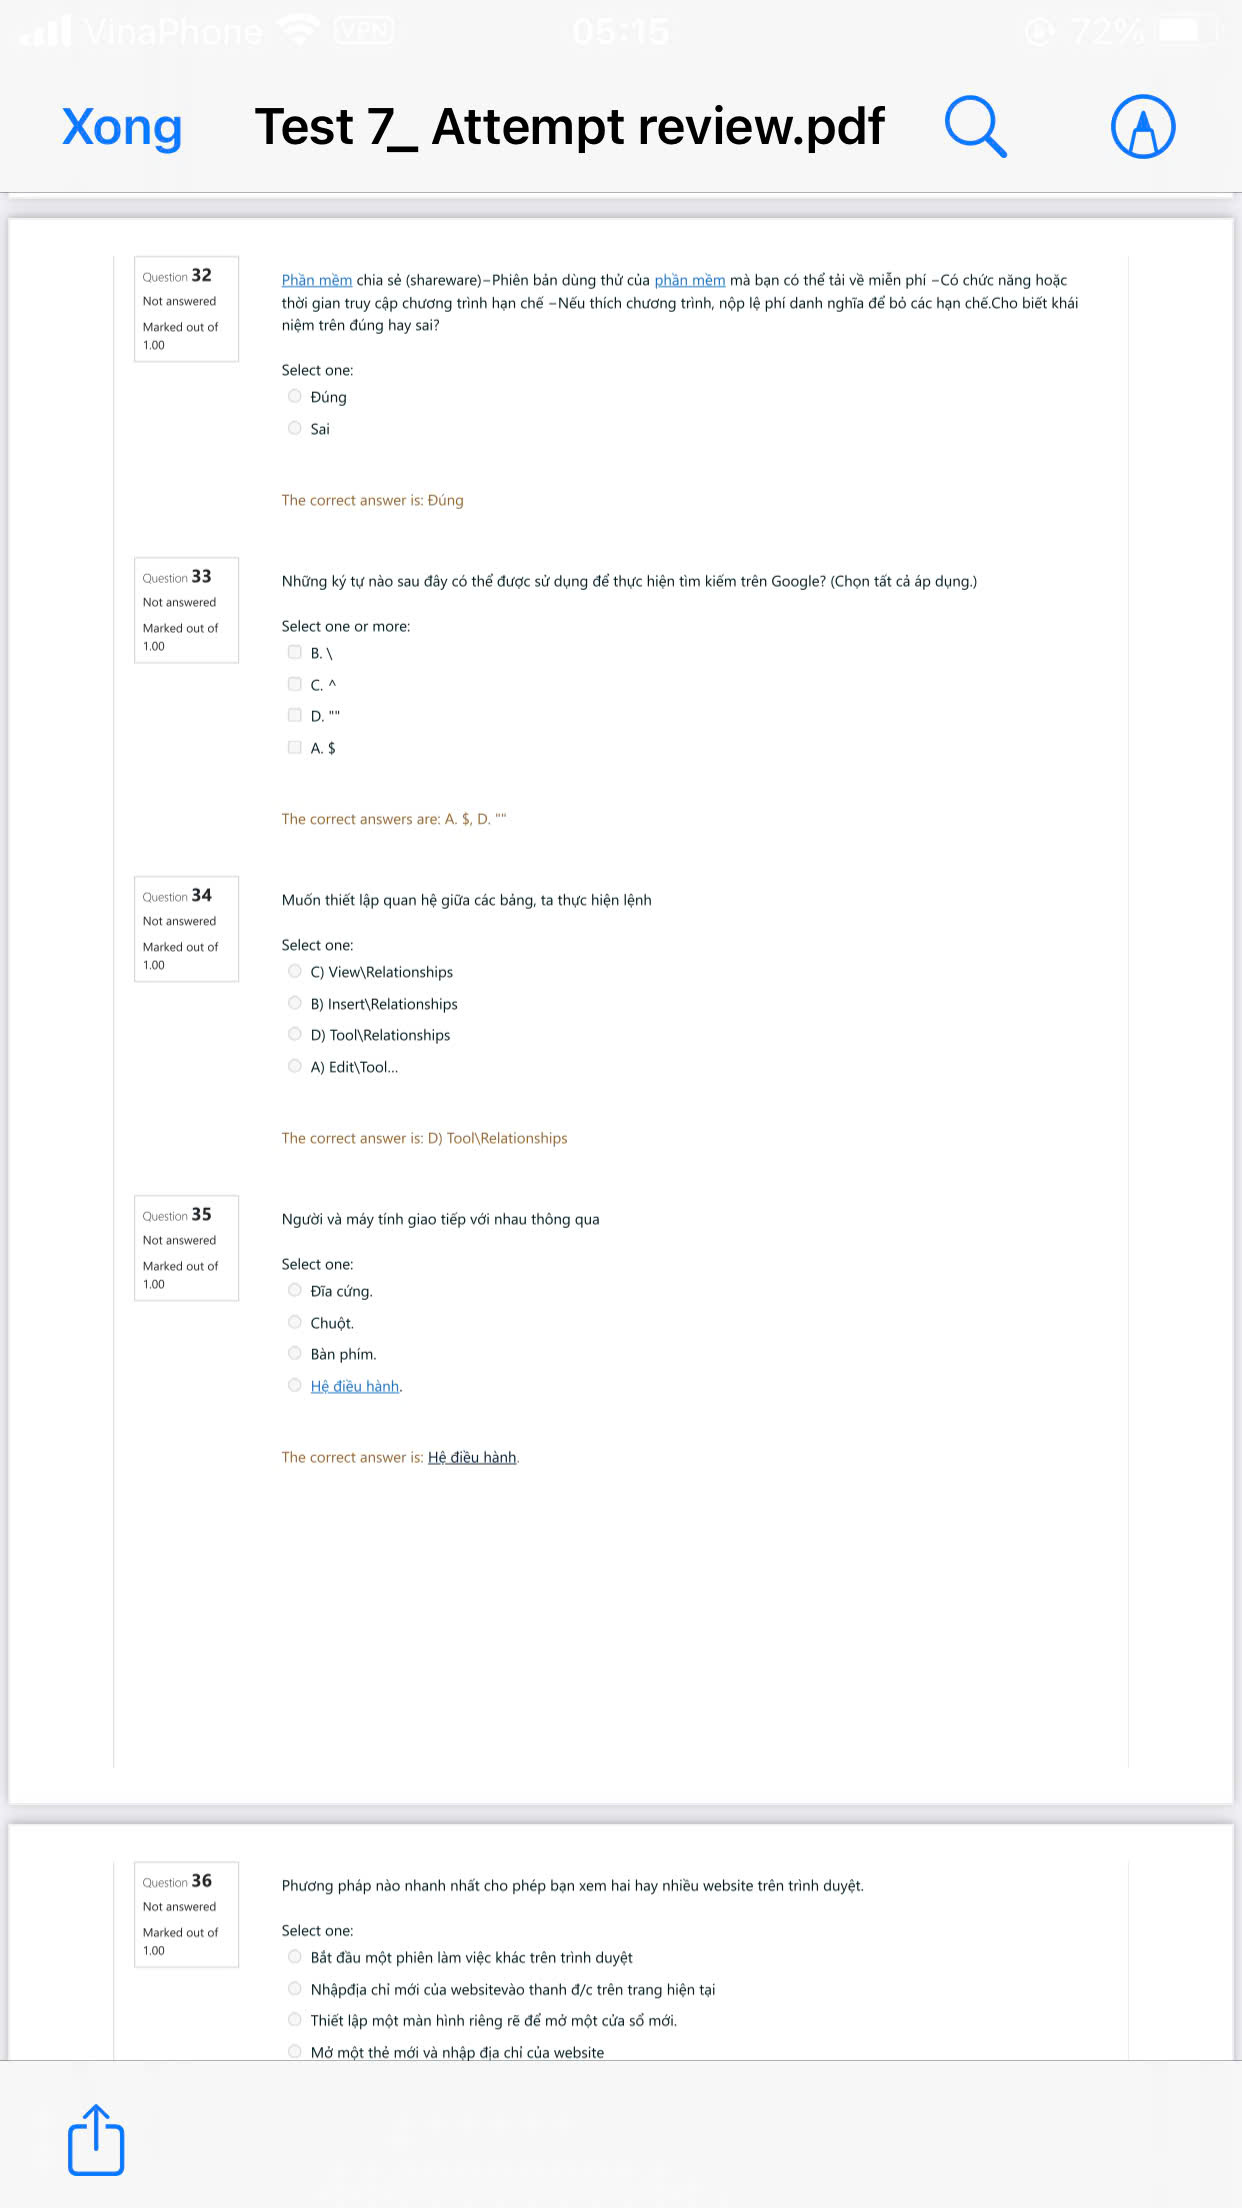 VinaPhone VPN 05:15 72%
Xong Test 7_ Attempt review.pdf
Question 32
Not answered
Marked out of
1.00
Phần mềm chia sẻ (shareware)–Phiên bản dùng thử của phần mềm mà bạn có thể tải về miễn phí –Có chức năng hoặc
thời gian truy cập chương trình hạn chế –Nếu thích chương trình, nộp lệ phí danh nghĩa để bỏ các hạn chế.Cho biết khái
niệm trên đúng hay sai?
Select one:
Đúng
Sai
The correct answer is: Đúng
Question 33
Not answered
Marked out of
1.00
Những ký tự nào sau đây có thể được sử dụng để thực hiện tìm kiếm trên Google? (Chọn tất cả áp dụng.)
Select one or more:
B. \
C. ^
D. ""
A. $
The correct answers are: A. $, D. ""
Question 34
Not answered
Marked out of
1.00
Muốn thiết lập quan hệ giữa các bảng, ta thực hiện lệnh
Select one:
C) View\Relationships
B) Insert\Relationships
D) Tool\Relationships
A) Edit\Tool...
The correct answer is: D) Tool\Relationships
Question 35
Not answered
Marked out of
1.00
Người và máy tính giao tiếp với nhau thông qua
Select one:
Đĩa cứng.
Chuột.
Bàn phím.
Hệ điều hành.
The correct answer is: Hệ điều hành.
Question 36
Not answered
Marked out of
1.00
Phương pháp nào nhanh nhất cho phép bạn xem hai hay nhiều website trên trình duyệt.
Select one:
Bắt đầu một phiên làm việc khác trên trình duyệt
Nhậpđịa chỉ mới của websitevào thanh đ/c trên trang hiện tại
Thiết lập một màn hình riêng rẽ để mở một cửa sổ mới.
Mở một thẻ mới và nhập địa chỉ của website